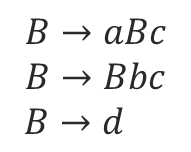 B → aBc
B → Bbc
B → d